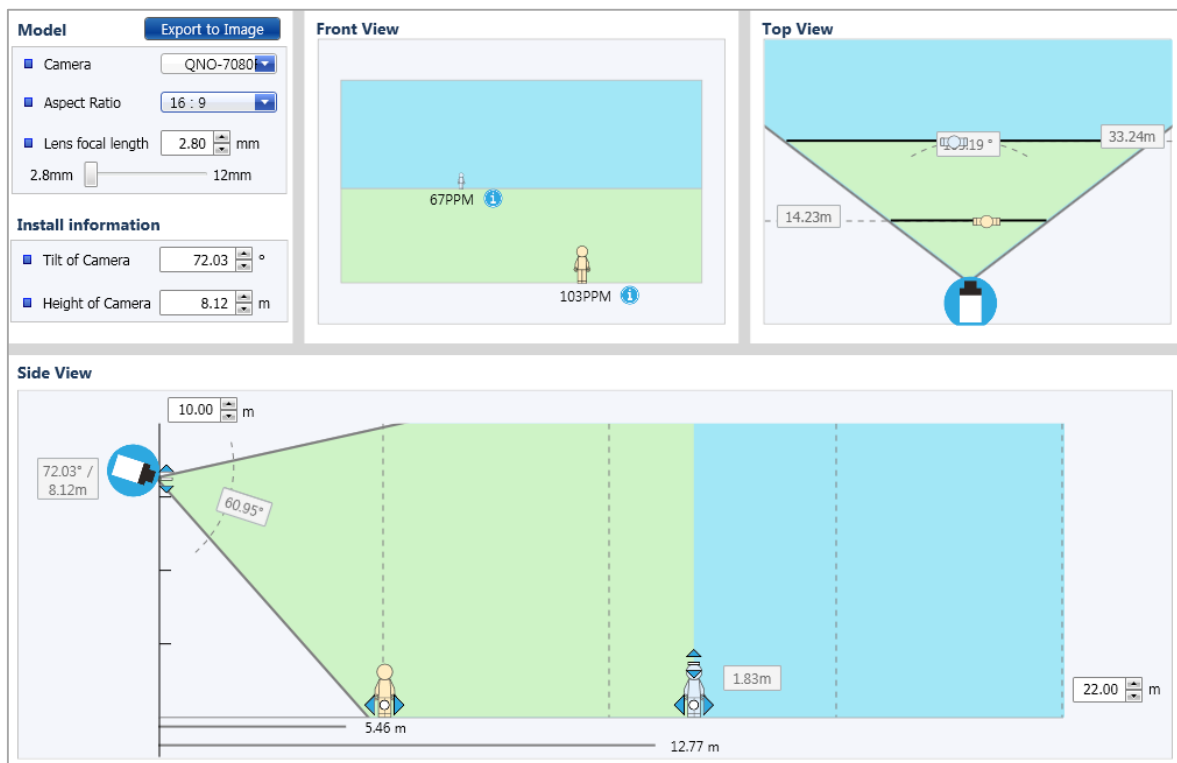 Model
Export to Image
Camera
QNO-7080
Aspect Ratio
16 : 9
Lens focal length
2.80
mm
2.8mm
12mm
Install information
Tilt of Camera
72.03
°
Height of Camera
8.12
m
Front View
67PPM
i
103PPM
i
Top View
33.24m
14.23m
Side View
10.00
m
72.03° /
8.12m
60.95°
1.83m
22.00
m
5.46 m
12.77 m